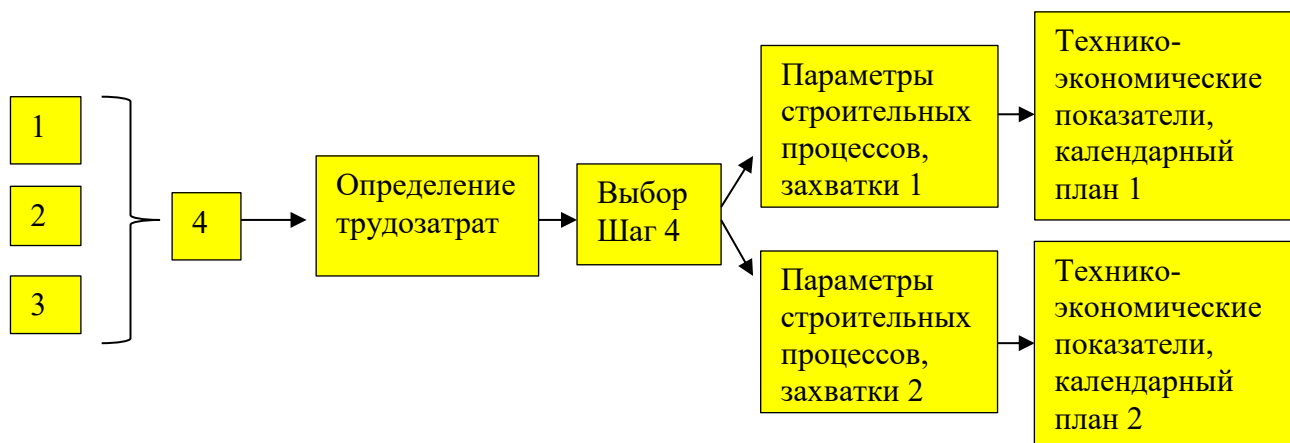 1
2
3
4
Определение
трудозатрат
Выбор
Шаг 4
Параметры
строительных
процессов,
захватки 1
Технико-
экономические
показатели,
календарный
план 1
Параметры
строительных
процессов,
захватки 2
Технико-
экономические
показатели,
календарный
план 2